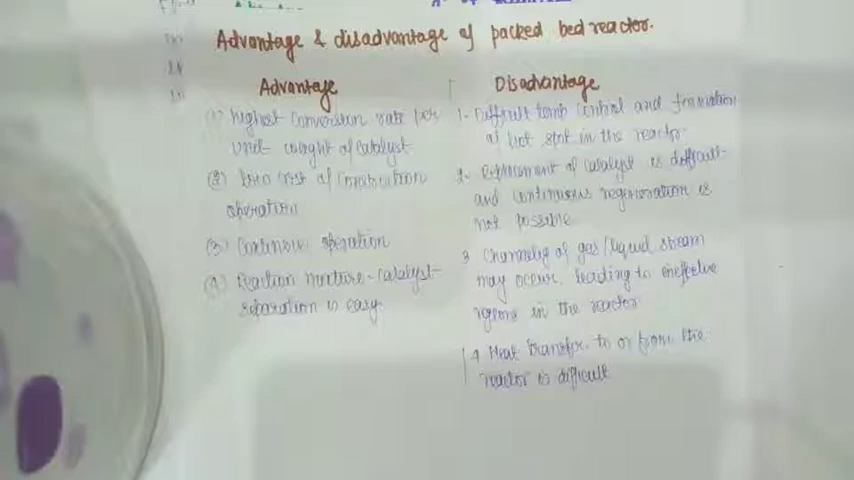 Advantage & disadvantage of packed bed reactor.
Advantage
(1) highest conversion rate per
unit weight of catalyst
(2) low cost of construction
operation
(3) Continous operation
(4) Reaction mixture-catalyst
separation is easy.
Disadvantage
1- Difficult temp control and formation
of hot spot in the reactor
2- Replacement of catalyst is difficult
and continuous regeneration is
not possible
3 Channeling of gas/liquid stream
may occur, leading to ineffective
regions in the reactor
4 Heat transfer to or from the
reactor is difficult